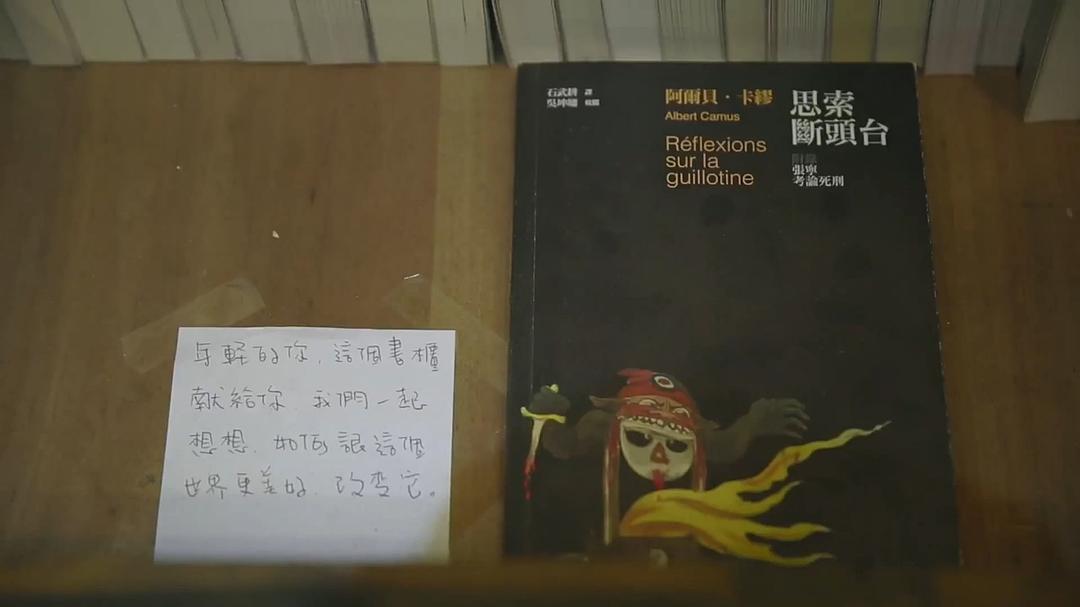 年輕的你，這個書櫃
献給你 我們一起
想想，如何讓這個
世界更美好，改變它。
石武耕 譯
吳坤墉 校閱
阿爾貝·卡繆
Albert Camus
Réflexions
sur la
guillotine
思索
斷頭台
附錄
張寧
考論死刑